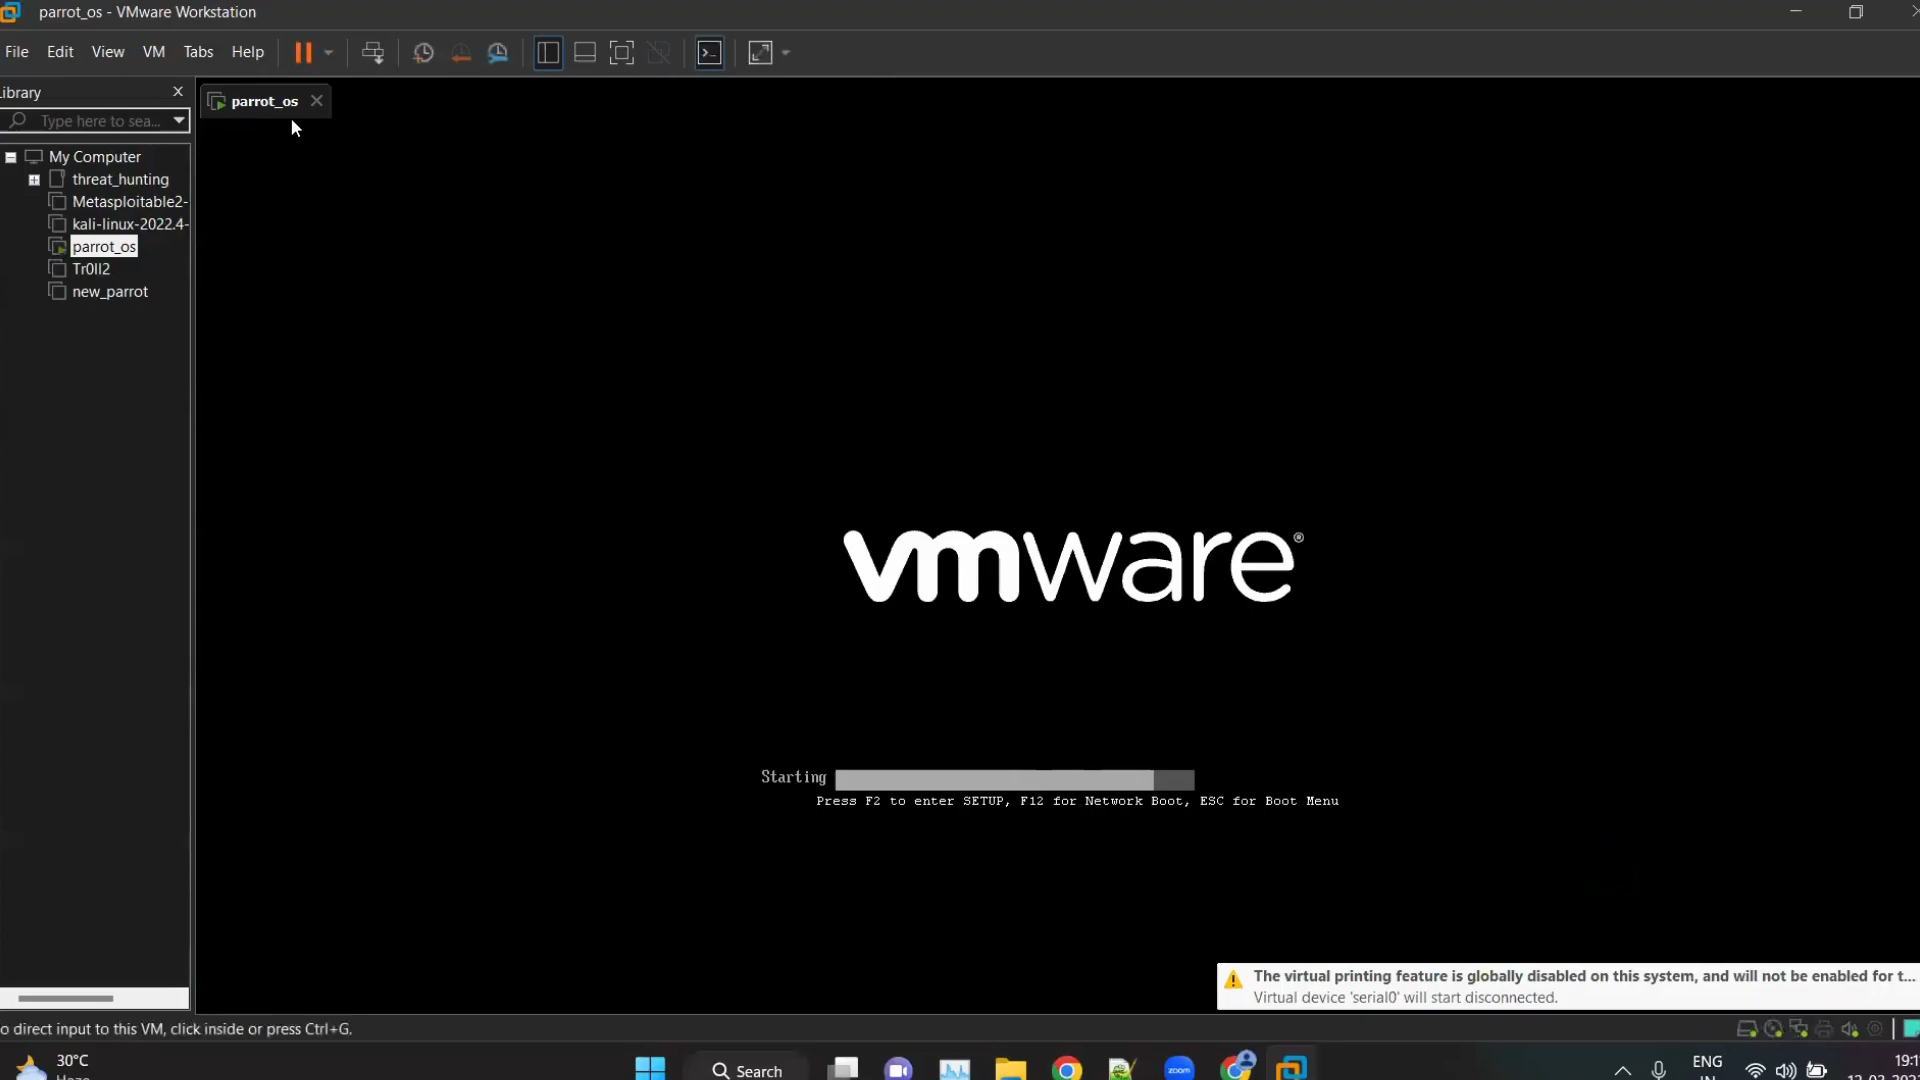 parrot_os - VMware Workstation
File Edit View VM Tabs Help
Library
Type here to sea...
parrot_os
My Computer
threat_hunting
Metasploitable2-
kali-linux-2022.4-
parrot_os
Tr0ll2
new_parrot
vmware®
Starting
Press F2 to enter SETUP, F12 for Network Boot, ESC for Boot Menu
The virtual printing feature is globally disabled on this system, and will not be enabled for t...
Virtual device 'serial0' will start disconnected.
o direct input to this VM, click inside or press Ctrl+G.
30°C
Haze
Search
zoom
ENG
IN
19:1